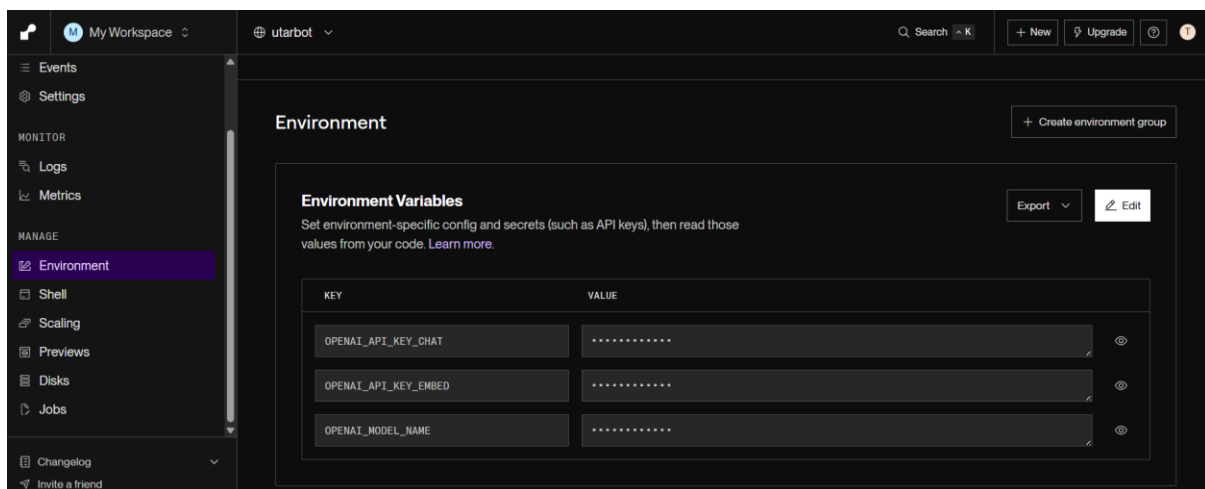 M My Workspace
utarbot
Search ^ K
+ New
Upgrade
T
Events
Settings
MONITOR
Logs
Metrics
MANAGE
Environment
Shell
Scaling
Previews
Disks
Jobs
Changelog
Invite a friend
Environment
+ Create environment group
Environment Variables
Set environment-specific config and secrets (such as API keys), then read those
values from your code. Learn more.
Export
Edit
KEY VALUE
OPENAI_API_KEY_CHAT ••••••••••••
OPENAI_API_KEY_EMBED ••••••••••••
OPENAI_MODEL_NAME ••••••••••••